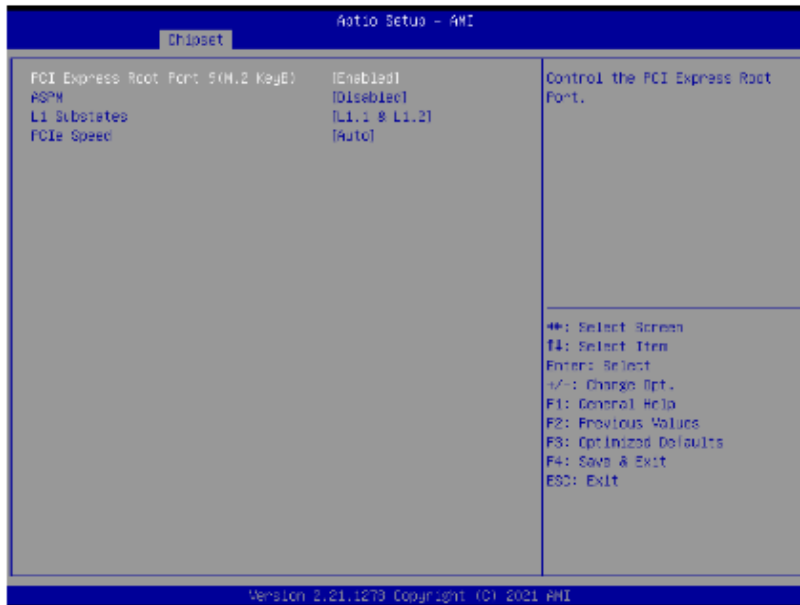 Aptio Setup - AMI
Chipset
PCI Express Root Port 5(M.2 KeyB) [Enabled]
ASPM [Disabled]
L1 Substates [L1.1 & L1.2]
PCIe Speed [Auto]
Control the PCI Express Root
Port.
→←: Select Screen
↑↓: Select Item
Enter: Select
+/-: Change Opt.
F1: General Help
F2: Previous Values
F3: Optimized Defaults
F4: Save & Exit
ESC: Exit
Version 2.21.1278 Copyright (C) 2021 AMI